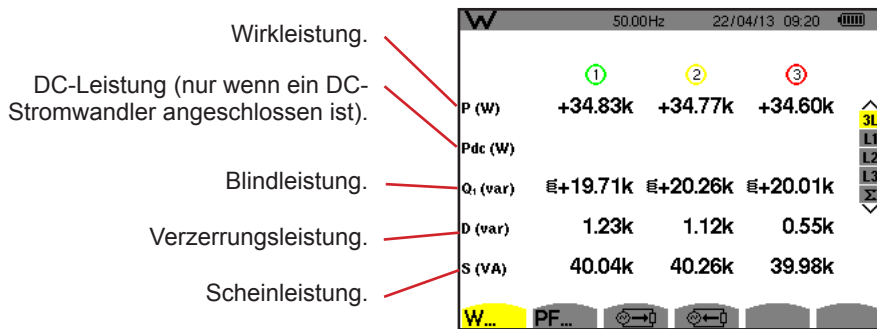 W 50.00Hz 22/04/13 09:20
Wirkleistung.
1 2 3
DC-Leistung (nur wenn ein DC-
Stromwandler angeschlossen ist).
P (W) +34.83k +34.77k +34.60k
3L
L1
L2
L3
Σ
Pdc (W)
Blindleistung.
Q₁ (var) +19.71k +20.26k +20.01k
Verzerrungsleistung.
D (var) 1.23k 1.12k 0.55k
Scheinleistung.
S (VA) 40.04k 40.26k 39.98k
W... PF...